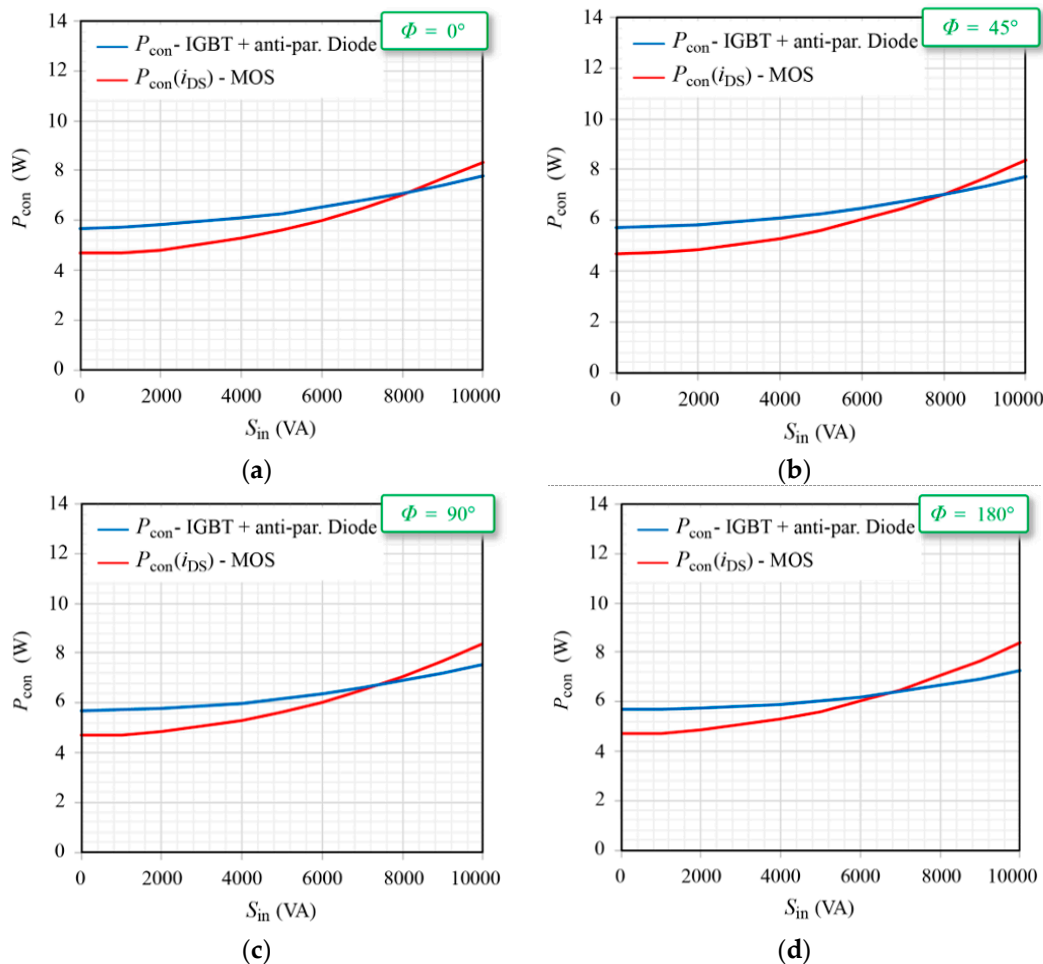 Φ = 0°
P_con - IGBT + anti-par. Diode
P_con(i_DS) - MOS
P_con (W)
14
12
10
8
6
4
2
0
0 2000 4000 6000 8000 10000
S_in (VA)
(a)
Φ = 45°
P_con - IGBT + anti-par. Diode
P_con(i_DS) - MOS
P_con (W)
14
12
10
8
6
4
2
0
0 2000 4000 6000 8000 10000
S_in (VA)
(b)
Φ = 90°
P_con - IGBT + anti-par. Diode
P_con(i_DS) - MOS
P_con (W)
14
12
10
8
6
4
2
0
0 2000 4000 6000 8000 10000
S_in (VA)
(c)
Φ = 180°
P_con - IGBT + anti-par. Diode
P_con(i_DS) - MOS
P_con (W)
14
12
10
8
6
4
2
0
0 2000 4000 6000 8000 10000
S_in (VA)
(d)